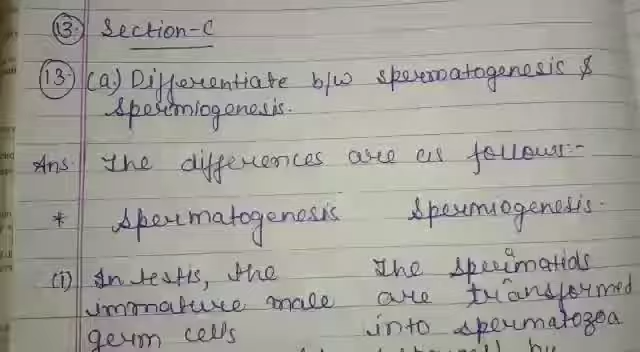 13. Section-C
13. (a) Differentiate b/w spermatogenesis &
spermiogenesis.
Ans. The differences are as follows:-
* Spermatogenesis Spermiogenesis.
(i) In testis, the The spermatids
immature male are transformed
germ cells into spermatozoa
by